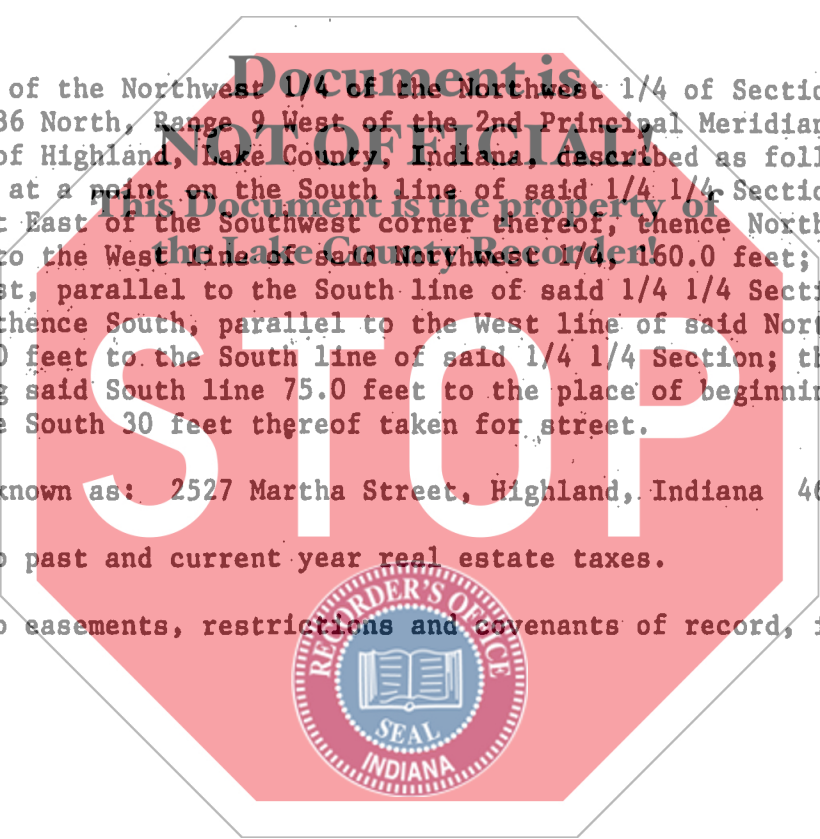 Document is
of the Northwest 1/4 of the Northwest 1/4 of Sectio
NOT OFFICIAL!
36 North, Range 9 West of the 2nd Principal Meridian
of Highland, Lake County, Indiana, described as foll
at a point on the South line of said 1/4 1/4 Sectio
This Document is the property of
t East of the Southwest corner thereof, thence North
the Lake County Recorder!
to the West line of said Northwest 1/4, 160.0 feet;
st, parallel to the South line of said 1/4 1/4 Secti
thence South, parallel to the West line of said Nort
0 feet to the South line of said 1/4 1/4 Section; th
g said South line 75.0 feet to the place of beginnin
e South 30 feet thereof taken for street.
STOP
known as: 2527 Martha Street, Highland, Indiana 46
o past and current year real estate taxes.
o easements, restrictions and covenants of record, i
RECORDER'S OFFICE
SEAL
INDIANA